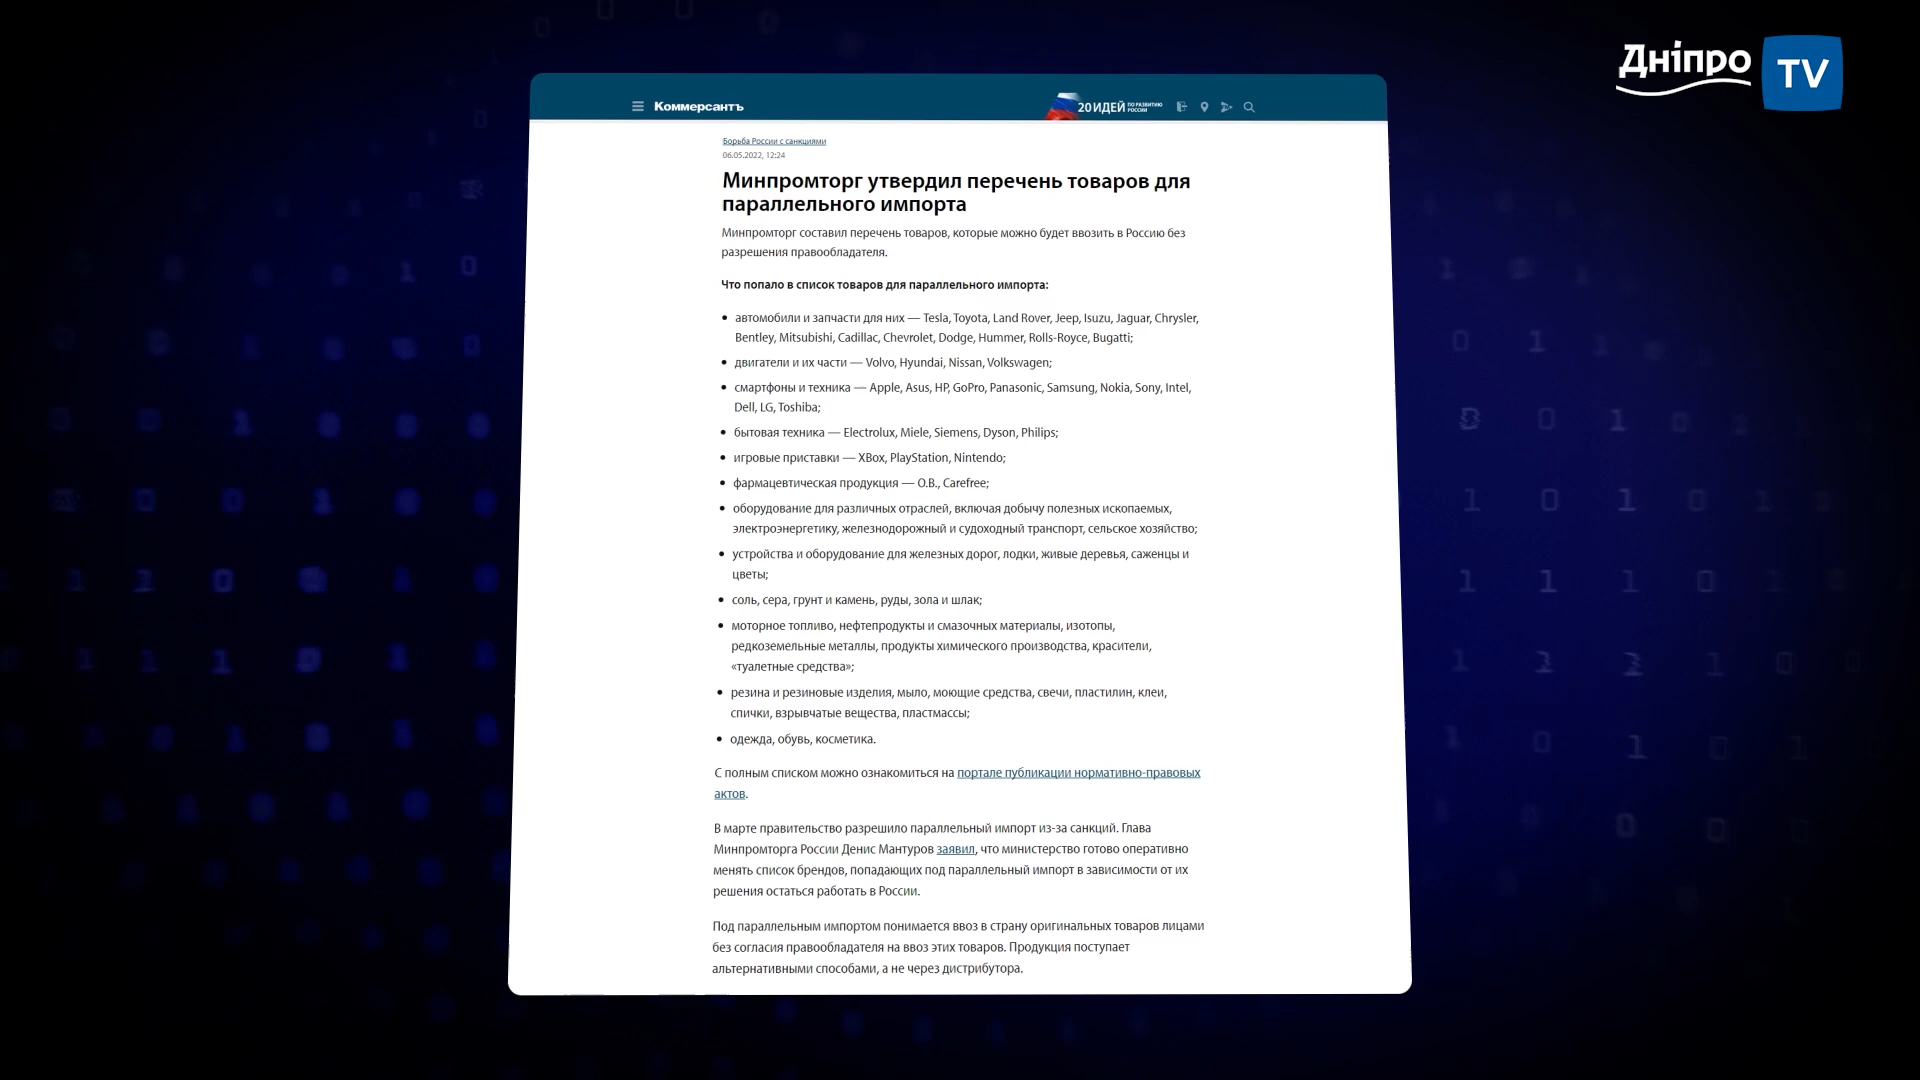 Дніпро TV
Коммерсантъ
20 ИДЕЙ ПО РАЗВИТИЮ РОССИИ
Борьба России с санкциями
06.05.2022, 12:24
Минпромторг утвердил перечень товаров для
параллельного импорта
Минпромторг составил перечень товаров, которые можно будет ввозить в Россию без
разрешения правообладателя.
Что попало в список товаров для параллельного импорта:
• автомобили и запчасти для них — Tesla, Toyota, Land Rover, Jeep, Isuzu, Jaguar, Chrysler,
Bentley, Mitsubishi, Cadillac, Chevrolet, Dodge, Hummer, Rolls-Royce, Bugatti;
• двигатели и их части — Volvo, Hyundai, Nissan, Volkswagen;
• смартфоны и техника — Apple, Asus, HP, GoPro, Panasonic, Samsung, Nokia, Sony, Intel,
Dell, LG, Toshiba;
• бытовая техника — Electrolux, Miele, Siemens, Dyson, Philips;
• игровые приставки — XBox, PlayStation, Nintendo;
• фармацевтическая продукция — O.B., Carefree;
• оборудование для различных отраслей, включая добычу полезных ископаемых,
электроэнергетику, железнодорожный и судоходный транспорт, сельское хозяйство;
• устройства и оборудование для железных дорог, лодки, живые деревья, саженцы и
цветы;
• соль, сера, грунт и камень, руды, зола и шлак;
• моторное топливо, нефтепродукты и смазочных материалы, изотопы,
редкоземельные металлы, продукты химического производства, красители,
«туалетные средства»;
• резина и резиновые изделия, мыло, моющие средства, свечи, пластилин, клеи,
спички, взрывчатые вещества, пластмассы;
• одежда, обувь, косметика.
С полным списком можно ознакомиться на портале публикации нормативно-правовых
актов.
В марте правительство разрешило параллельный импорт из-за санкций. Глава
Минпромторга России Денис Мантуров заявил, что министерство готово оперативно
менять список брендов, попадающих под параллельный импорт в зависимости от их
решения остаться работать в России.
Под параллельным импортом понимается ввоз в страну оригинальных товаров лицами
без согласия правообладателя на ввоз этих товаров. Продукция поступает
альтернативными способами, а не через дистрибутора.